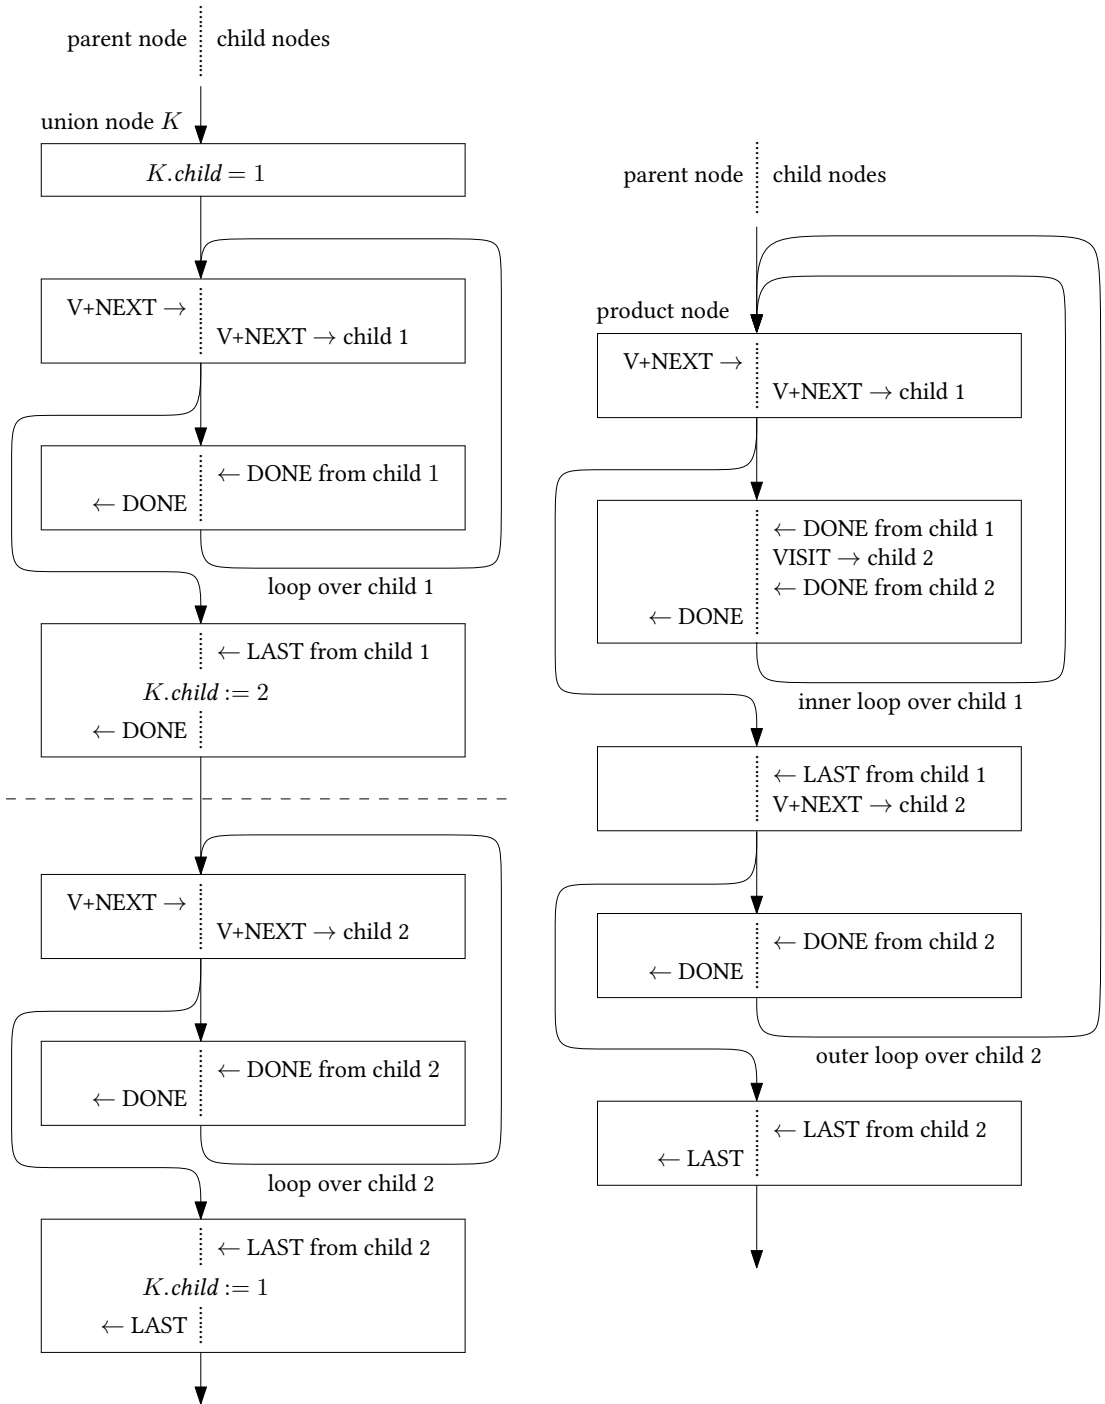 parent node child nodes
union node K
K.child = 1
V+NEXT →
V+NEXT → child 1
← DONE from child 1
← DONE
loop over child 1
← LAST from child 1
K.child := 2
← DONE
V+NEXT →
V+NEXT → child 2
← DONE from child 2
← DONE
loop over child 2
← LAST from child 2
K.child := 1
← LAST
parent node child nodes
product node
V+NEXT →
V+NEXT → child 1
← DONE from child 1
VISIT → child 2
← DONE from child 2
← DONE
inner loop over child 1
← LAST from child 1
V+NEXT → child 2
← DONE from child 2
← DONE
outer loop over child 2
← LAST from child 2
← LAST